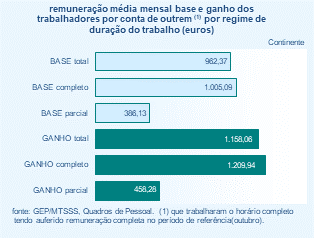 remuneração média mensal base e ganho dos
trabalhadores por conta de outrem (1) por regime de
duração do trabalho (euros)
Continente
BASE total 962,37
BASE completo 1.005,09
BASE parcial 386,13
GANHO total 1.158,06
GANHO completo 1.209,94
GANHO parcial 456,28
fonte: GEP/MTSSS, Quadros de Pessoal. (1) que trabalharam o horário completo
tendo auferido remuneração completa no período de referência(outubro).